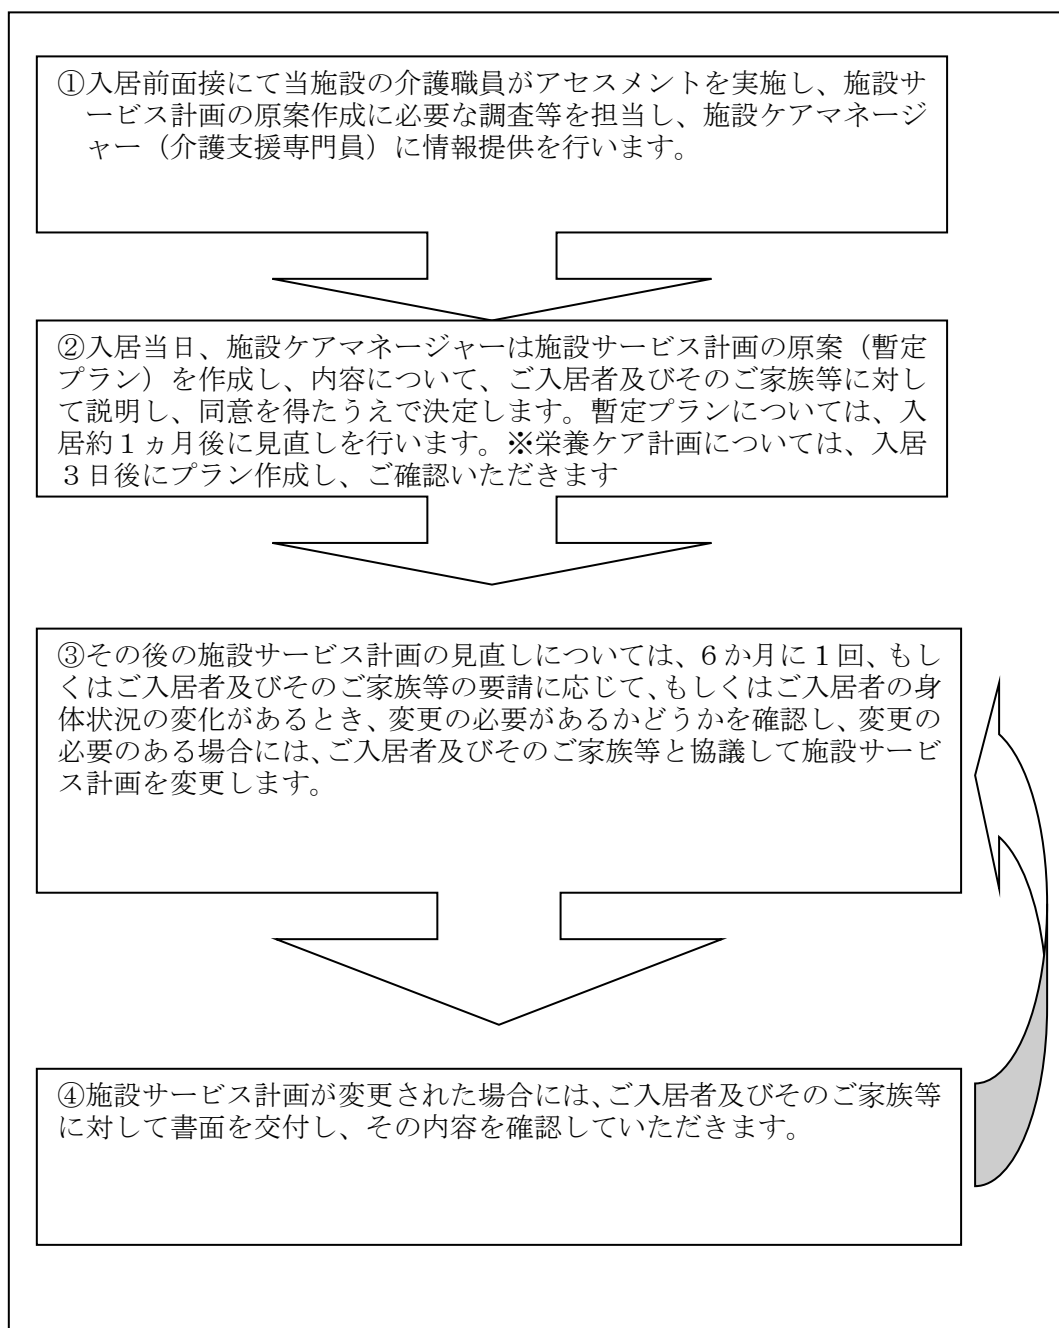 ①入居前面接にて当施設の介護職員がアセスメントを実施し、施設サ
ービス計画の原案作成に必要な調査等を担当し、施設ケアマネージ
ャー（介護支援専門員）に情報提供を行います。
②入居当日、施設ケアマネージャーは施設サービス計画の原案（暫定
プラン）を作成し、内容について、ご入居者及びそのご家族等に対し
て説明し、同意を得たうえで決定します。暫定プランについては、入
居約１ヵ月後に見直しを行います。※栄養ケア計画については、入居
３日後にプラン作成し、ご確認いただきます
③その後の施設サービス計画の見直しについては、６か月に１回、もし
くはご入居者及びそのご家族等の要請に応じて、もしくはご入居者の身
体状況の変化があるとき、変更の必要があるかどうかを確認し、変更の
必要のある場合には、ご入居者及びそのご家族等と協議して施設サービ
ス計画を変更します。
④施設サービス計画が変更された場合には、ご入居者及びそのご家族等
に対して書面を交付し、その内容を確認していただきます。